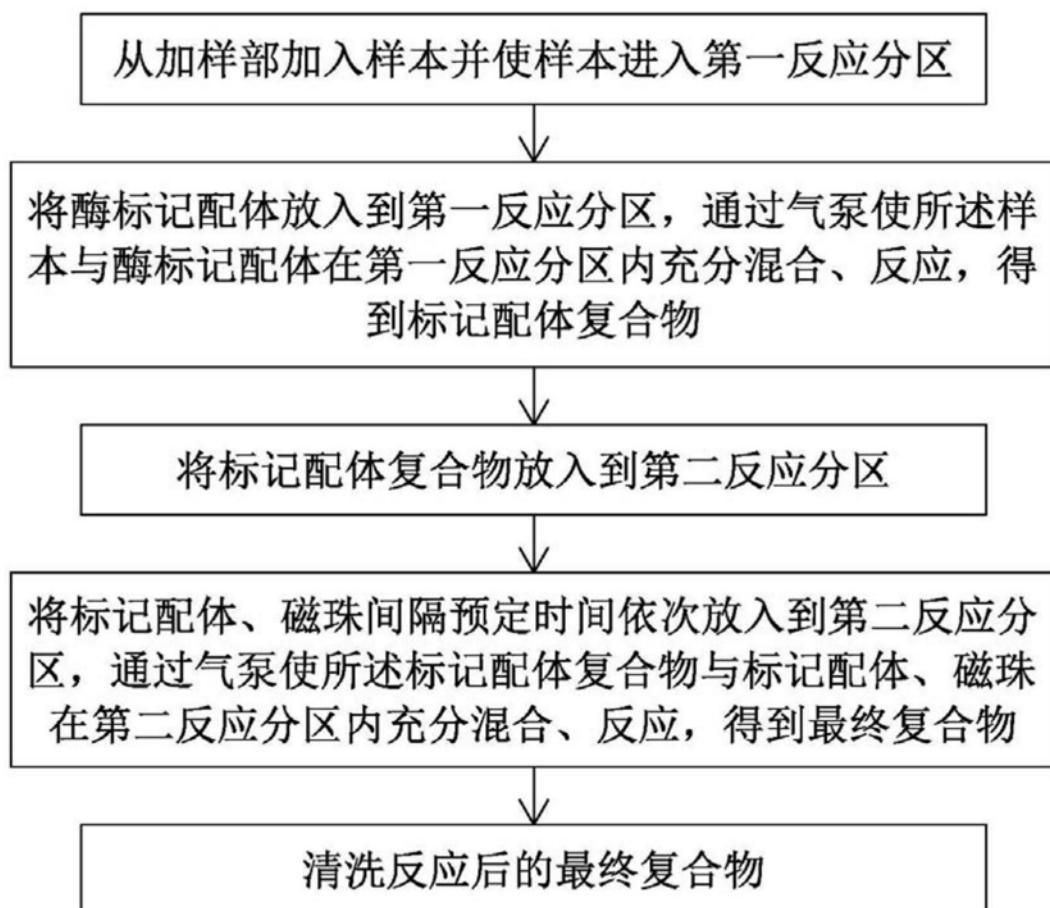 从加样部加入样本并使样本进入第一反应分区
将酶标记配体放入到第一反应分区，通过气泵使所述样
本与酶标记配体在第一反应分区内充分混合、反应，得
到标记配体复合物
将标记配体复合物放入到第二反应分区
将标记配体、磁珠间隔预定时间依次放入到第二反应分
区，通过气泵使所述标记配体复合物与标记配体、磁珠
在第二反应分区内充分混合、反应，得到最终复合物
清洗反应后的最终复合物